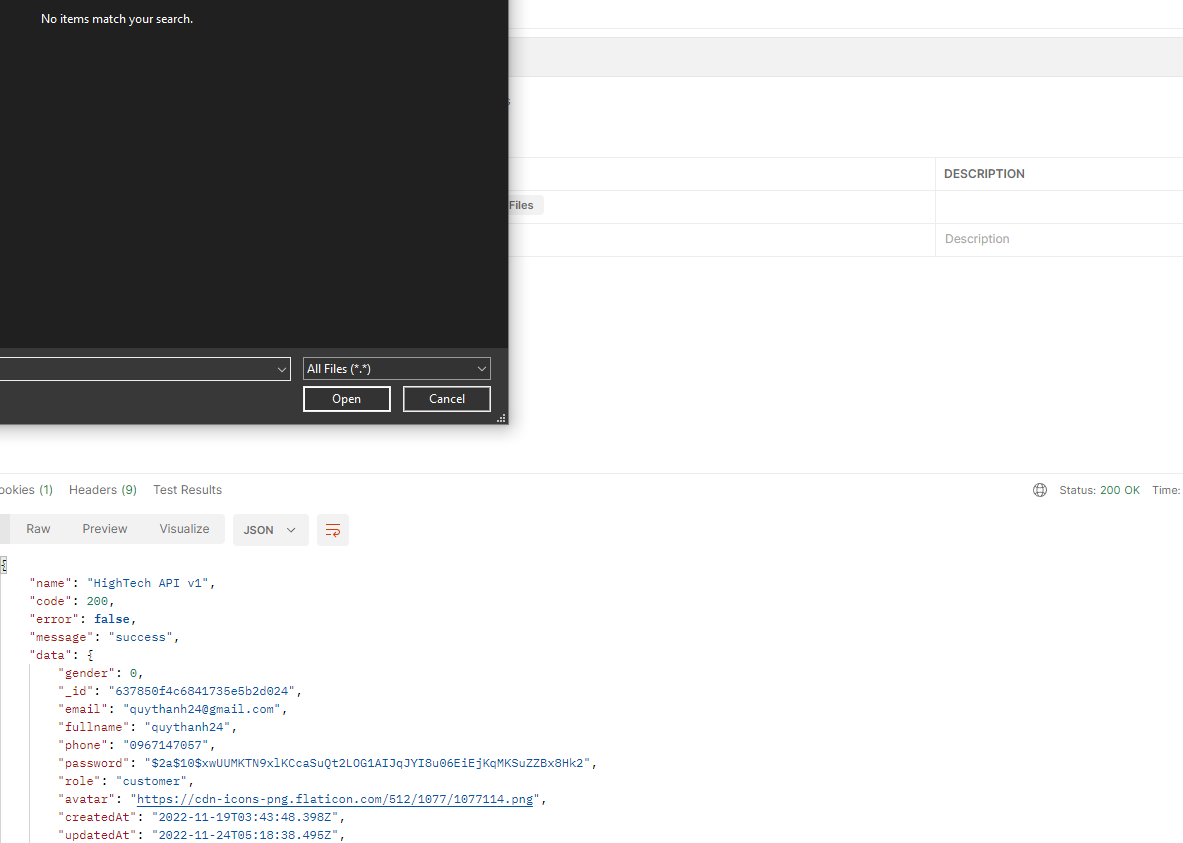 No items match your search.
DESCRIPTION
Files
Description
All Files (*.*)
Open
Cancel
ookies (1) Headers (9) Test Results
Status: 200 OK Time:
Raw Preview Visualize JSON
{
"name": "HighTech API v1",
"code": 200,
"error": false,
"message": "success",
"data": {
"gender": 0,
"_id": "637850f4c6841735e5b2d024",
"email": "quythanh24@gmail.com",
"fullname": "quythanh24",
"phone": "0967147057",
"password": "$2a$10$xwUUMKTN9xlKCcaSuQt2LOG1AIJqJYI8u06EiEjKqMKSuZZBx8Hk2",
"role": "customer",
"avatar": "https://cdn-icons-png.flaticon.com/512/1077/1077114.png",
"createdAt": "2022-11-19T03:43:48.398Z",
"updatedAt": "2022-11-24T05:18:38.495Z",